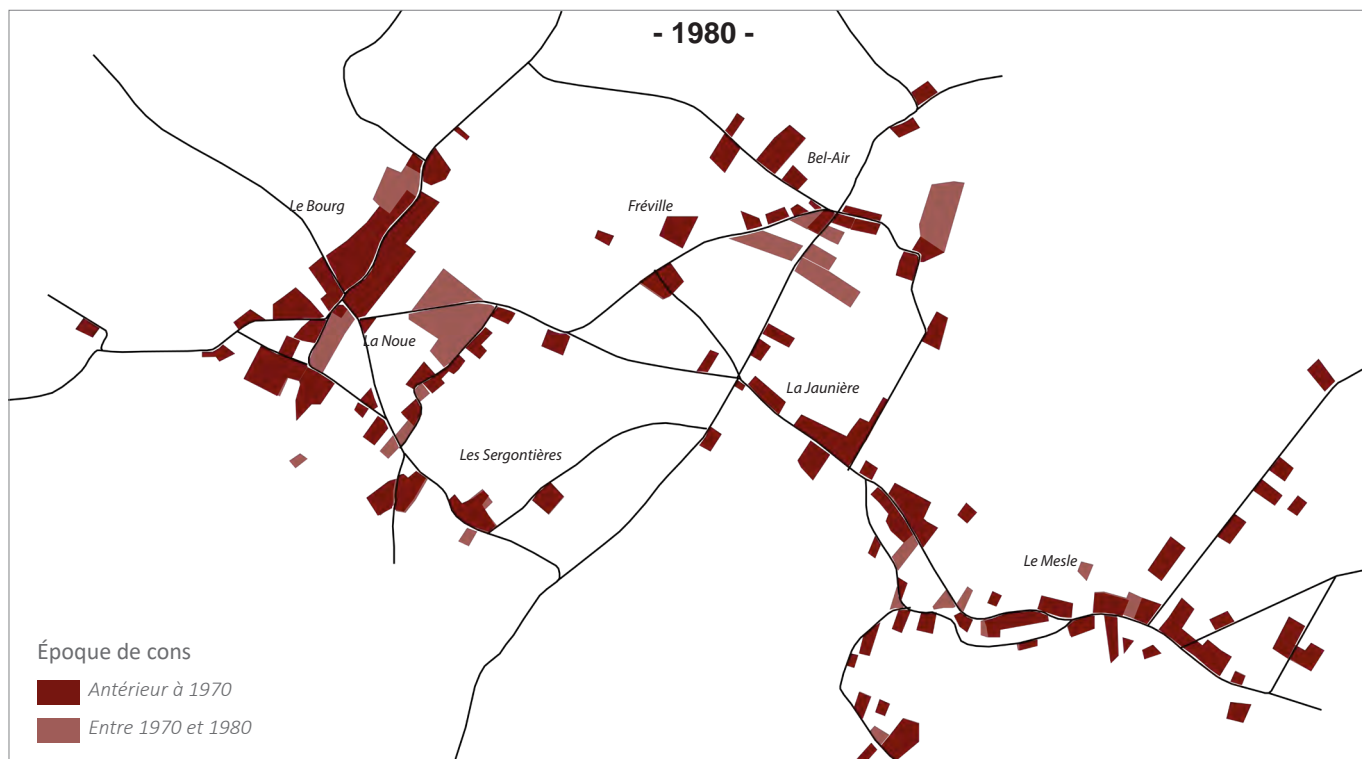 - 1980 -
Bel-Air
Le Bourg
Fréville
La Noue
La Jaunière
Les Sergontières
Le Mesle
Époque de cons
Antérieur à 1970
Entre 1970 et 1980